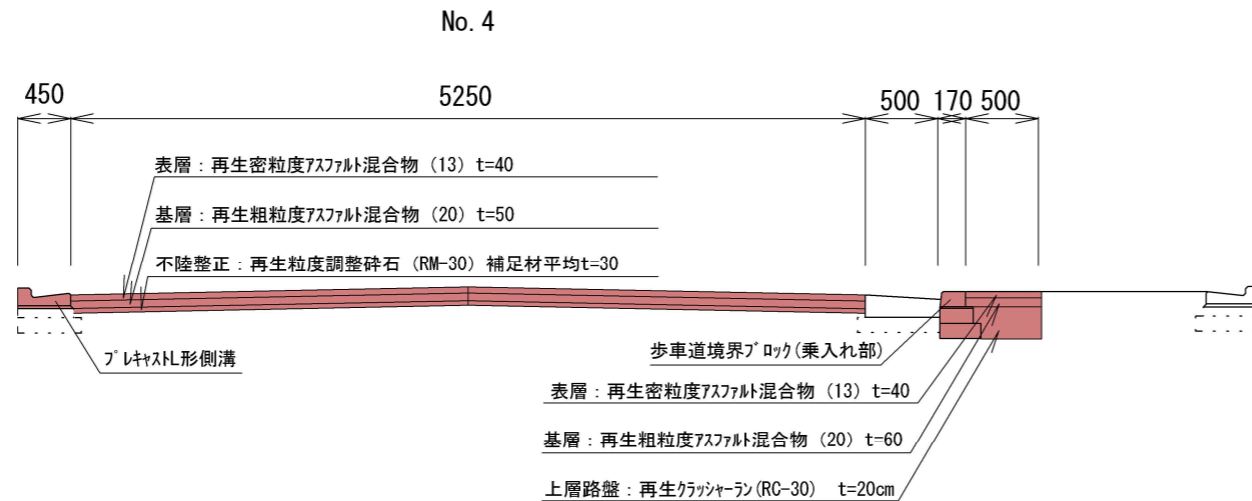 No. 4
450
5250
500
170
500
表層：再生密粒度ｱｽﾌｧﾙﾄ混合物（13）t=40
基層：再生粗粒度ｱｽﾌｧﾙﾄ混合物（20）t=50
不陸整正：再生粒度調整砕石（RM-30）補足材平均t=30
ﾌﾟﾚｷｬｽﾄL形側溝
歩車道境界ﾌﾞﾛｯｸ(乗入れ部)
表層：再生密粒度ｱｽﾌｧﾙﾄ混合物（13）t=40
基層：再生粗粒度ｱｽﾌｧﾙﾄ混合物（20）t=60
上層路盤：再生ｸﾗｯｼｬｰﾗﾝ(RC-30)　t=20cm